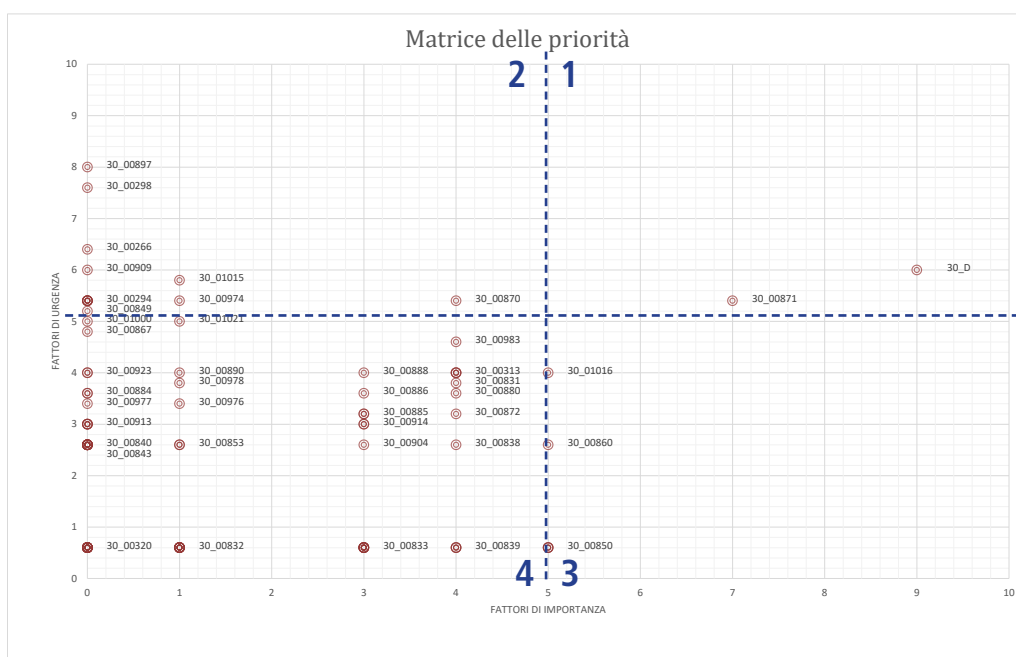 Matrice delle priorità
2 1
10
9
8
7
6
5
4
3
2
1
0
FATTORI DI URGENZA
30_00897
30_00298
30_00266
30_00909 30_D
30_01015
30_00294 30_00974 30_00870 30_00871
30_00849
30_01000 30_01021
30_00867
30_00983
30_00923 30_00890 30_00888 30_00313 30_01016
30_00978 30_00831
30_00884 30_00886 30_00880
30_00977 30_00976
30_00885 30_00872
30_00913 30_00914
30_00840 30_00853 30_00904 30_00838 30_00860
30_00843
30_00320 30_00832 30_00833 30_00839 30_00850
4 3
0 1 2 3 4 5 6 7 8 9 10
FATTORI DI IMPORTANZA